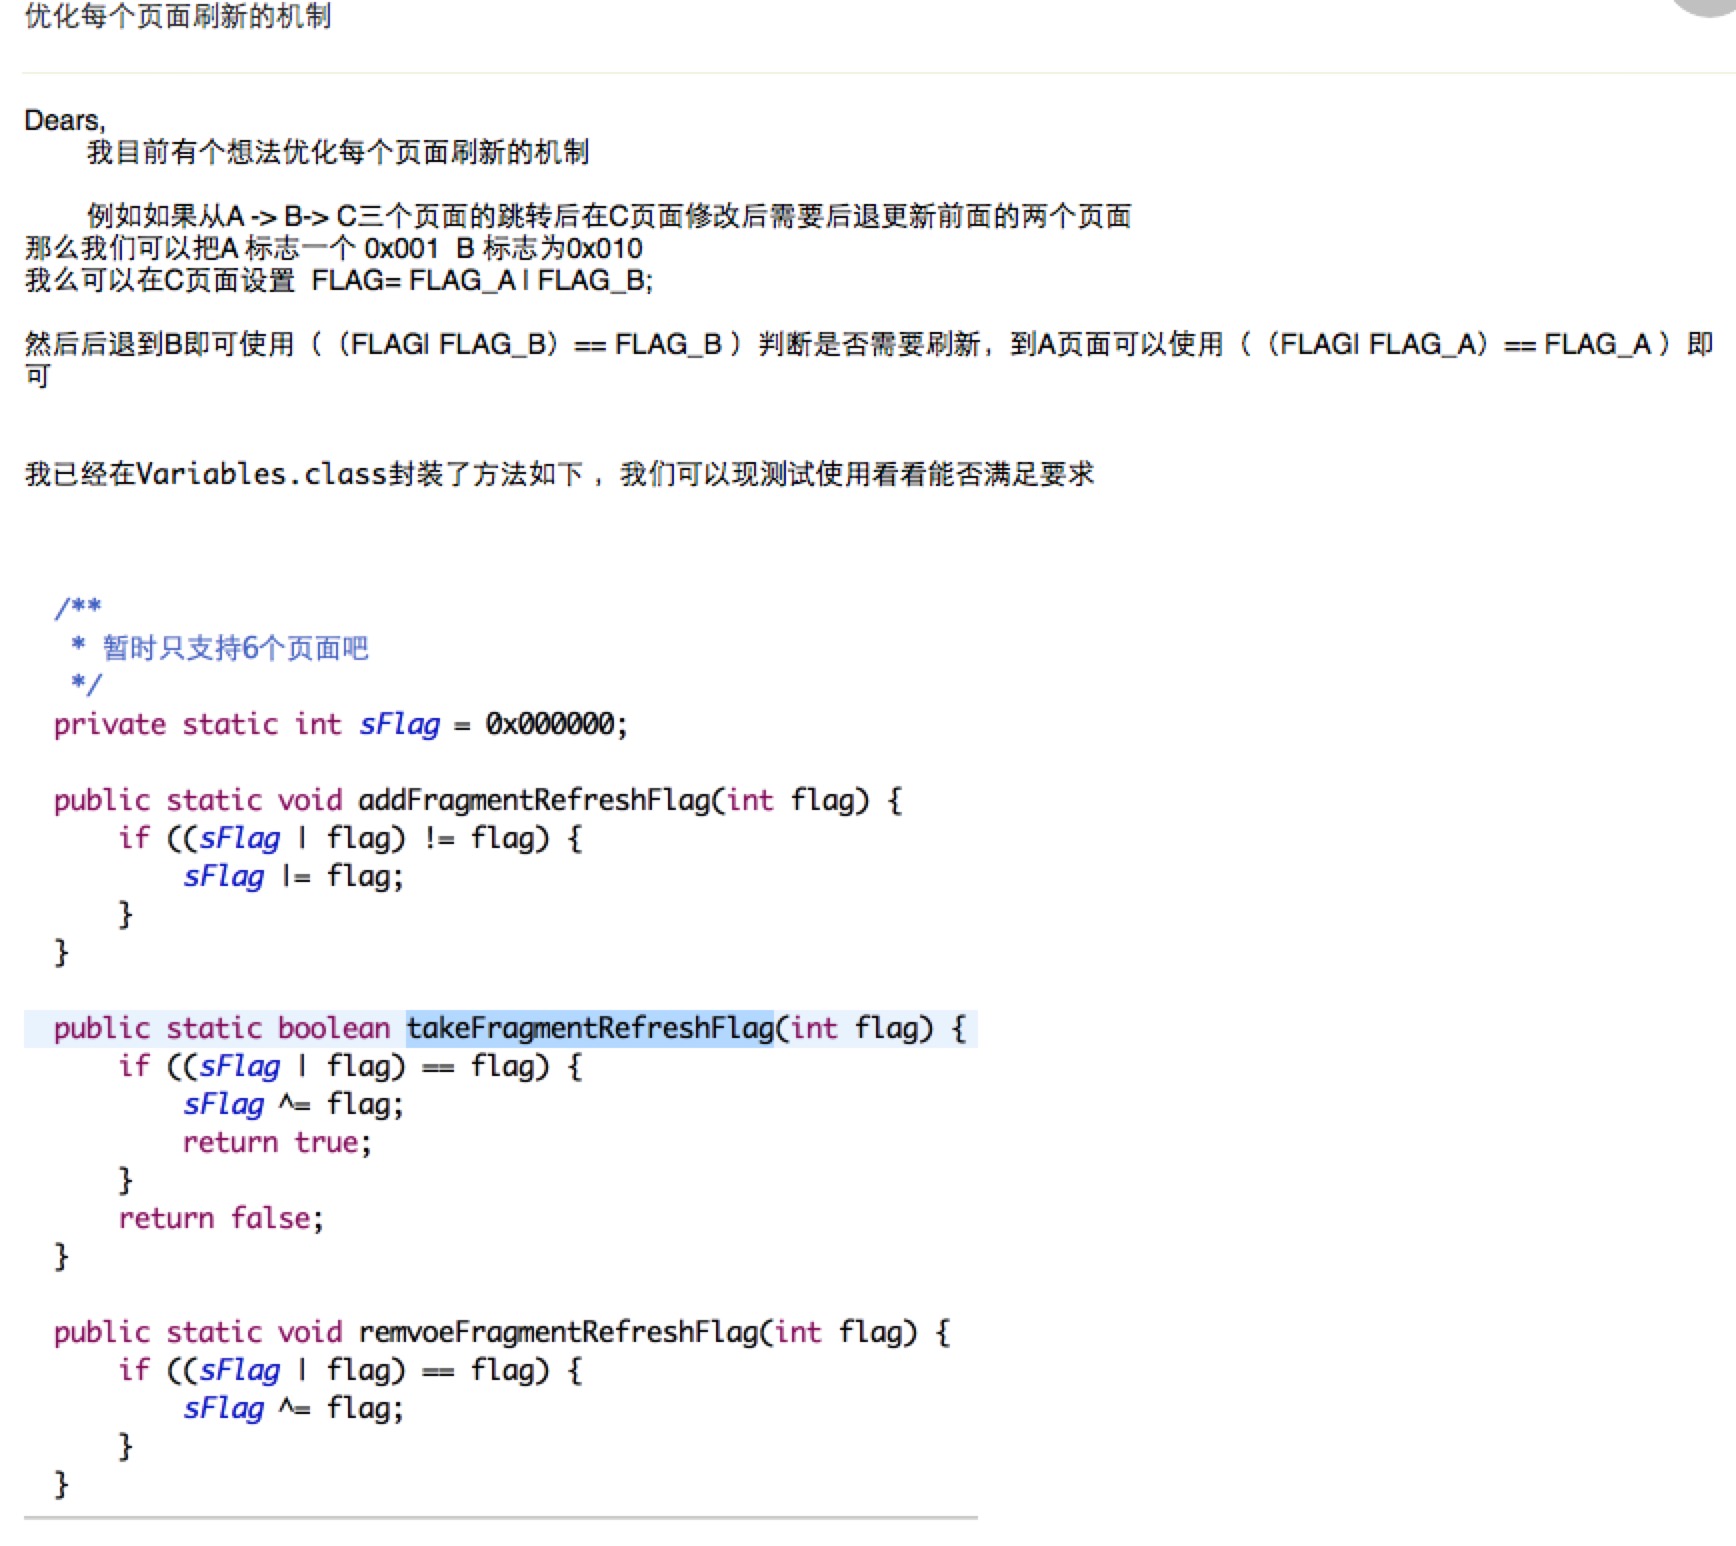 优化每个页面刷新的机制
Dears,
我目前有个想法优化每个页面刷新的机制
例如如果从A -> B-> C三个页面的跳转后在C页面修改后需要后退更新前面的两个页面
那么我们可以把A 标志一个 0x001  B 标志为0x010
我么可以在C页面设置  FLAG= FLAG_A | FLAG_B;
然后后退到B即可使用（（FLAG| FLAG_B）== FLAG_B ）判断是否需要刷新，到A页面可以使用（（FLAG| FLAG_A）== FLAG_A ）即
可
我已经在Variables.class封装了方法如下 ，我们可以现测试使用看看能否满足要求
/**
 * 暂时只支持6个页面吧
 */
private static int sFlag = 0x000000;
public static void addFragmentRefreshFlag(int flag) {
    if ((sFlag | flag) != flag) {
        sFlag |= flag;
    }
}
public static boolean takeFragmentRefreshFlag(int flag) {
    if ((sFlag | flag) == flag) {
        sFlag ^= flag;
        return true;
    }
    return false;
}
public static void remvoeFragmentRefreshFlag(int flag) {
    if ((sFlag | flag) == flag) {
        sFlag ^= flag;
    }
}